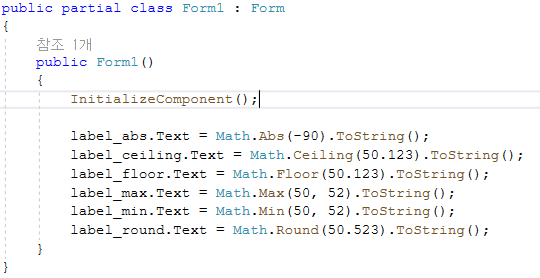 public partial class Form1 : Form
{
참조 1개
public Form1()
{
InitializeComponent();
label_abs.Text = Math.Abs(-90).ToString();
label_ceiling.Text = Math.Ceiling(50.123).ToString();
label_floor.Text = Math.Floor(50.123).ToString();
label_max.Text = Math.Max(50, 52).ToString();
label_min.Text = Math.Min(50, 52).ToString();
label_round.Text = Math.Round(50.523).ToString();
}
}